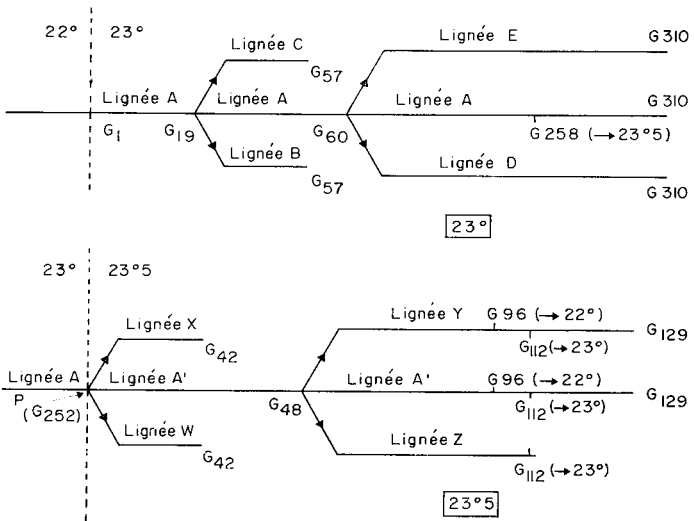 22° 23°
Lignée C
Lignée E
G310
G57
Lignée A
Lignée A
Lignée A
G310
G1
G19
G60
G258 (→23°5)
G57
Lignée B
Lignée D
G310
23°
23° 23°5
Lignée X
Lignée Y
G96 (→22°)
G129
G42
G112(→23°)
Lignée A
Lignée A'
Lignée A'
G96 (→22°)
G129
P
(G252)
G48
G112(→23°)
Lignée W
G42
Lignée Z
G112(→23°)
23°5